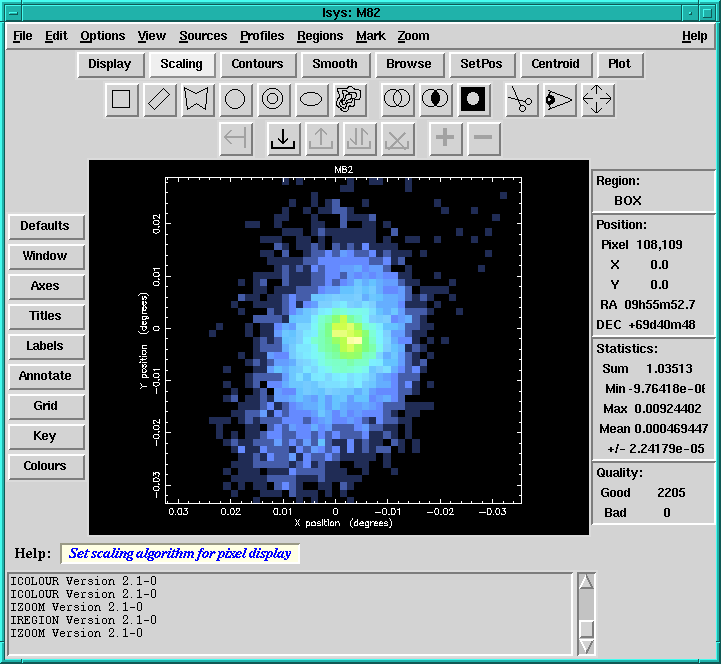 Isys: M82
File Edit Options View Sources Profiles Regions Mark Zoom Help
Display Scaling Contours Smooth Browse SetPos Centroid Plot
M82
Defaults
Window
Axes
Titles
Labels
Annotate
Grid
Key
Colours
Y position (degrees)
0.02
0.01
0
-0.01
-0.02
-0.03
0.03 0.02 0.01 0 -0.01 -0.02 -0.03
X position (degrees)
Region:
BOX
Position:
Pixel 108,109
X 0.0
Y 0.0
RA 09h55m52.7
DEC +69d40m48
Statistics:
Sum 1.03513
Min -9.76418e-06
Max 0.00924402
Mean 0.000469447
+/- 2.24179e-05
Quality:
Good 2205
Bad 0
Help: Set scaling algorithm for pixel display
ICOLOUR Version 2.1-0
ICOLOUR Version 2.1-0
IZOOM Version 2.1-0
IREGION Version 2.1-0
IZOOM Version 2.1-0